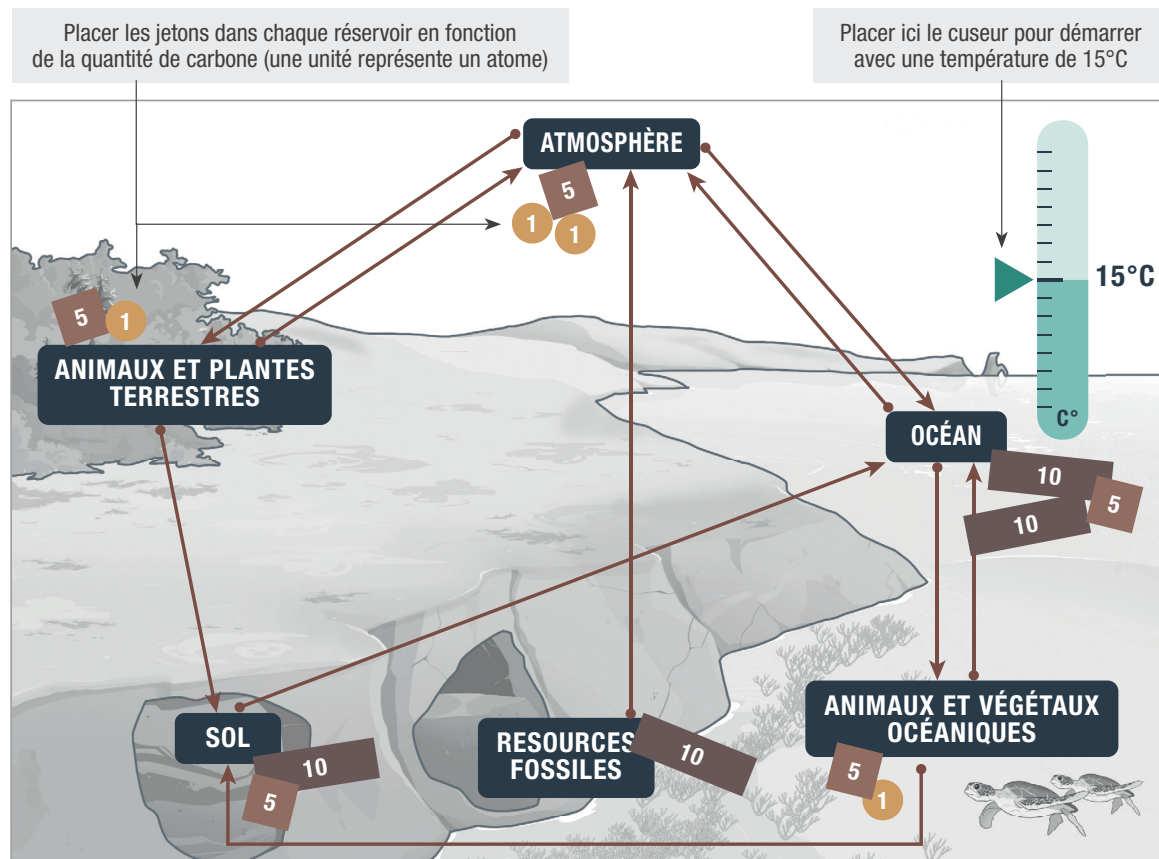 Placer les jetons dans chaque réservoir en fonction
de la quantité de carbone (une unité représente un atome)
Placer ici le cuseur pour démarrer
avec une température de 15°C
ATMOSPHÈRE
5
1
1
15°C
5
1
ANIMAUX ET PLANTES
TERRESTRES
C°
OCÉAN
10
5
10
ANIMAUX ET VÉGÉTAUX
OCÉANIQUES
SOL
10
5
RESOURCES
FOSSILES
10
5
1